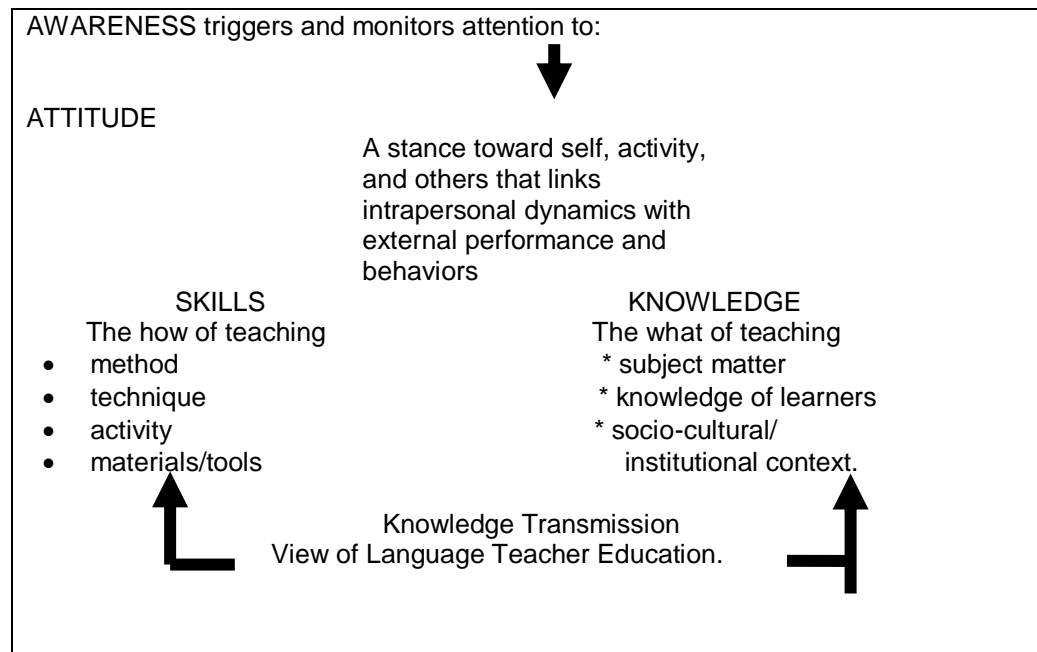 AWARENESS triggers and monitors attention to:
ATTITUDE
A stance toward self, activity,
and others that links
intrapersonal dynamics with
external performance and
behaviors
SKILLS
The how of teaching
• method
• technique
• activity
• materials/tools
KNOWLEDGE
The what of teaching
* subject matter
* knowledge of learners
* socio-cultural/
institutional context.
Knowledge Transmission
View of Language Teacher Education.